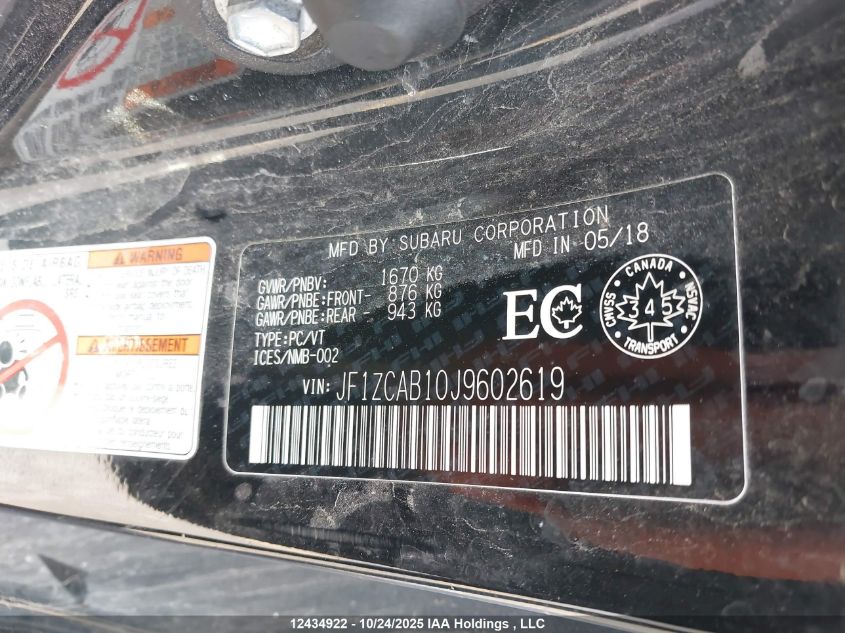 MFD BY SUBARU CORPORATION
MFD IN 05/18
GVWR/PNBV: 1670 KG
GAWR/PNBE:FRONT- 876 KG
GAWR/PNBE:REAR - 943 KG
TYPE:PC/VT
ICES/NMB-002
EC
CANADA
CMVSS
NSVAC
345
TRANSPORT
VIN: JF1ZCAB10J9602619
WARNING
AVERTISSEMENT
12434922 - 10/24/2025 IAA Holdings , LLC